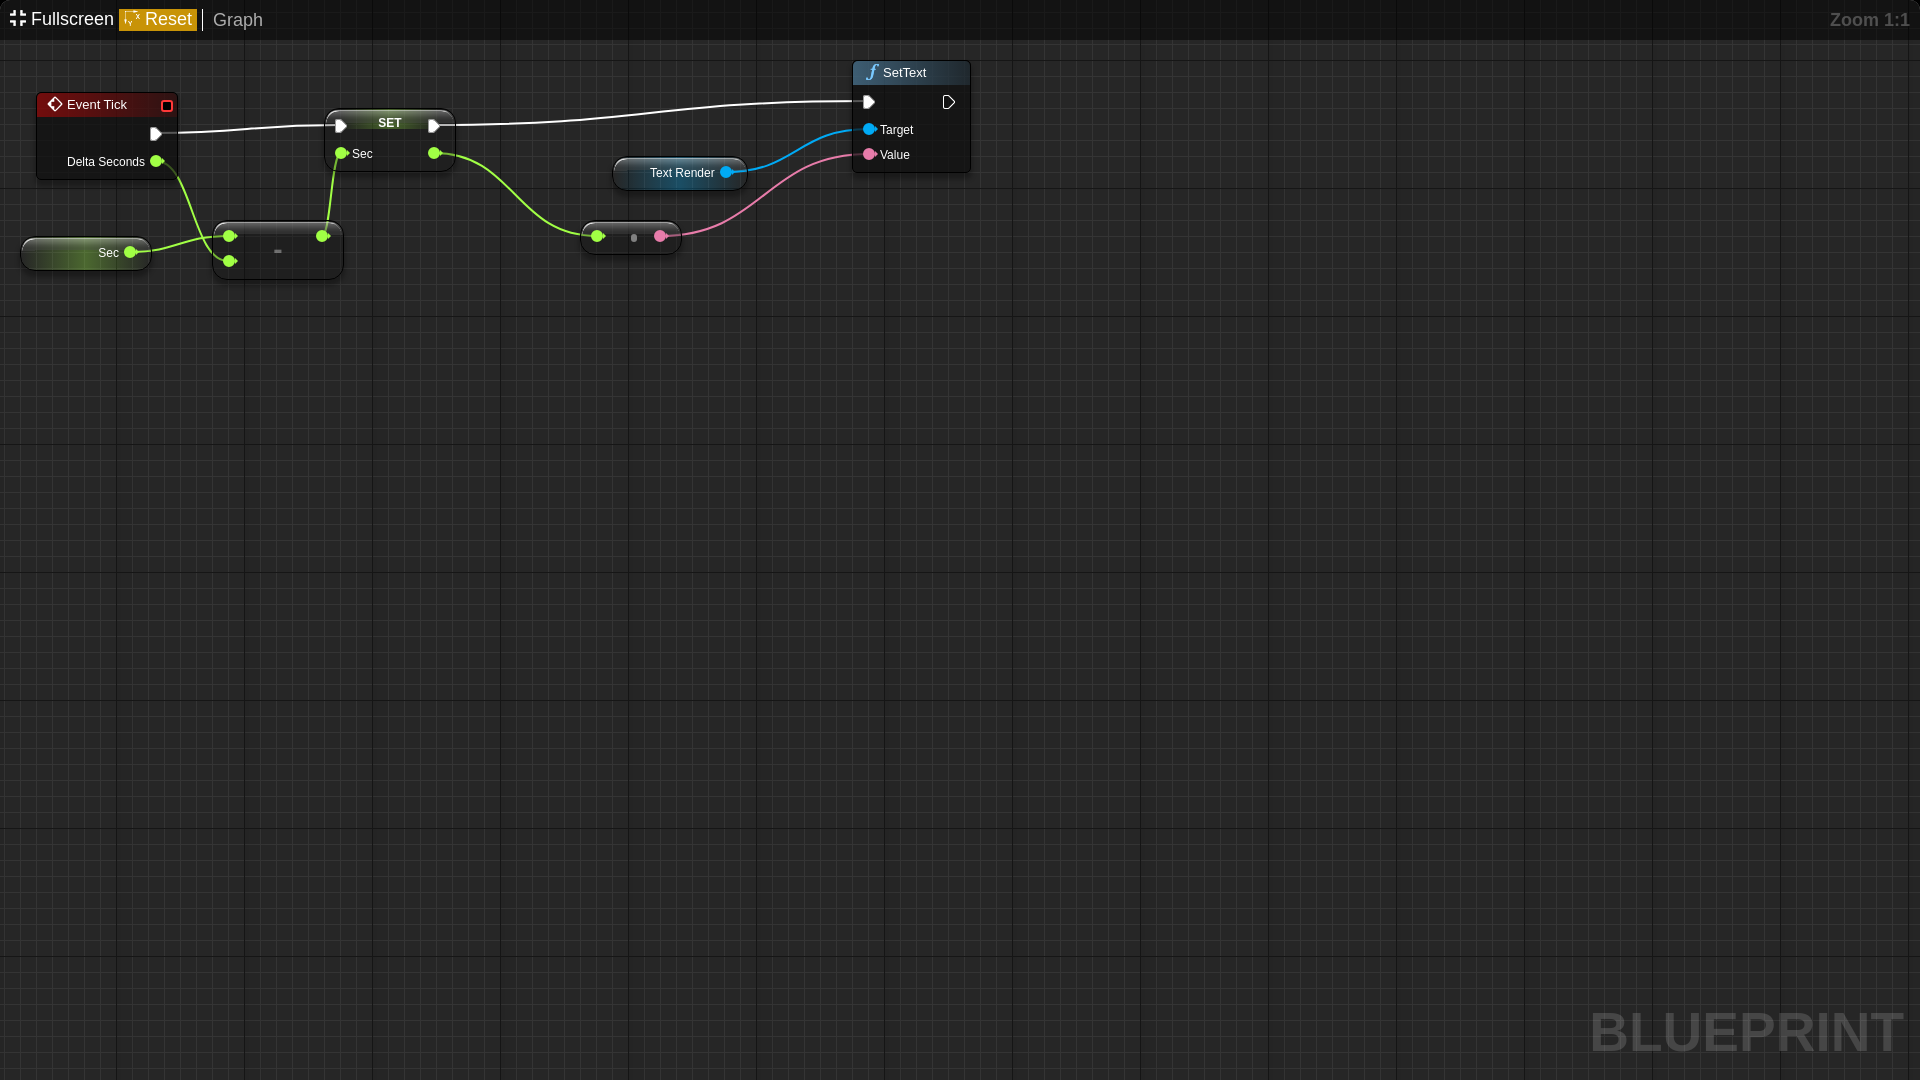 Fullscreen Reset Graph Zoom 1:1
SetText
Event Tick
SET
Target
Sec
Value
Delta Seconds
Text Render
Sec
-
BLUEPRINT